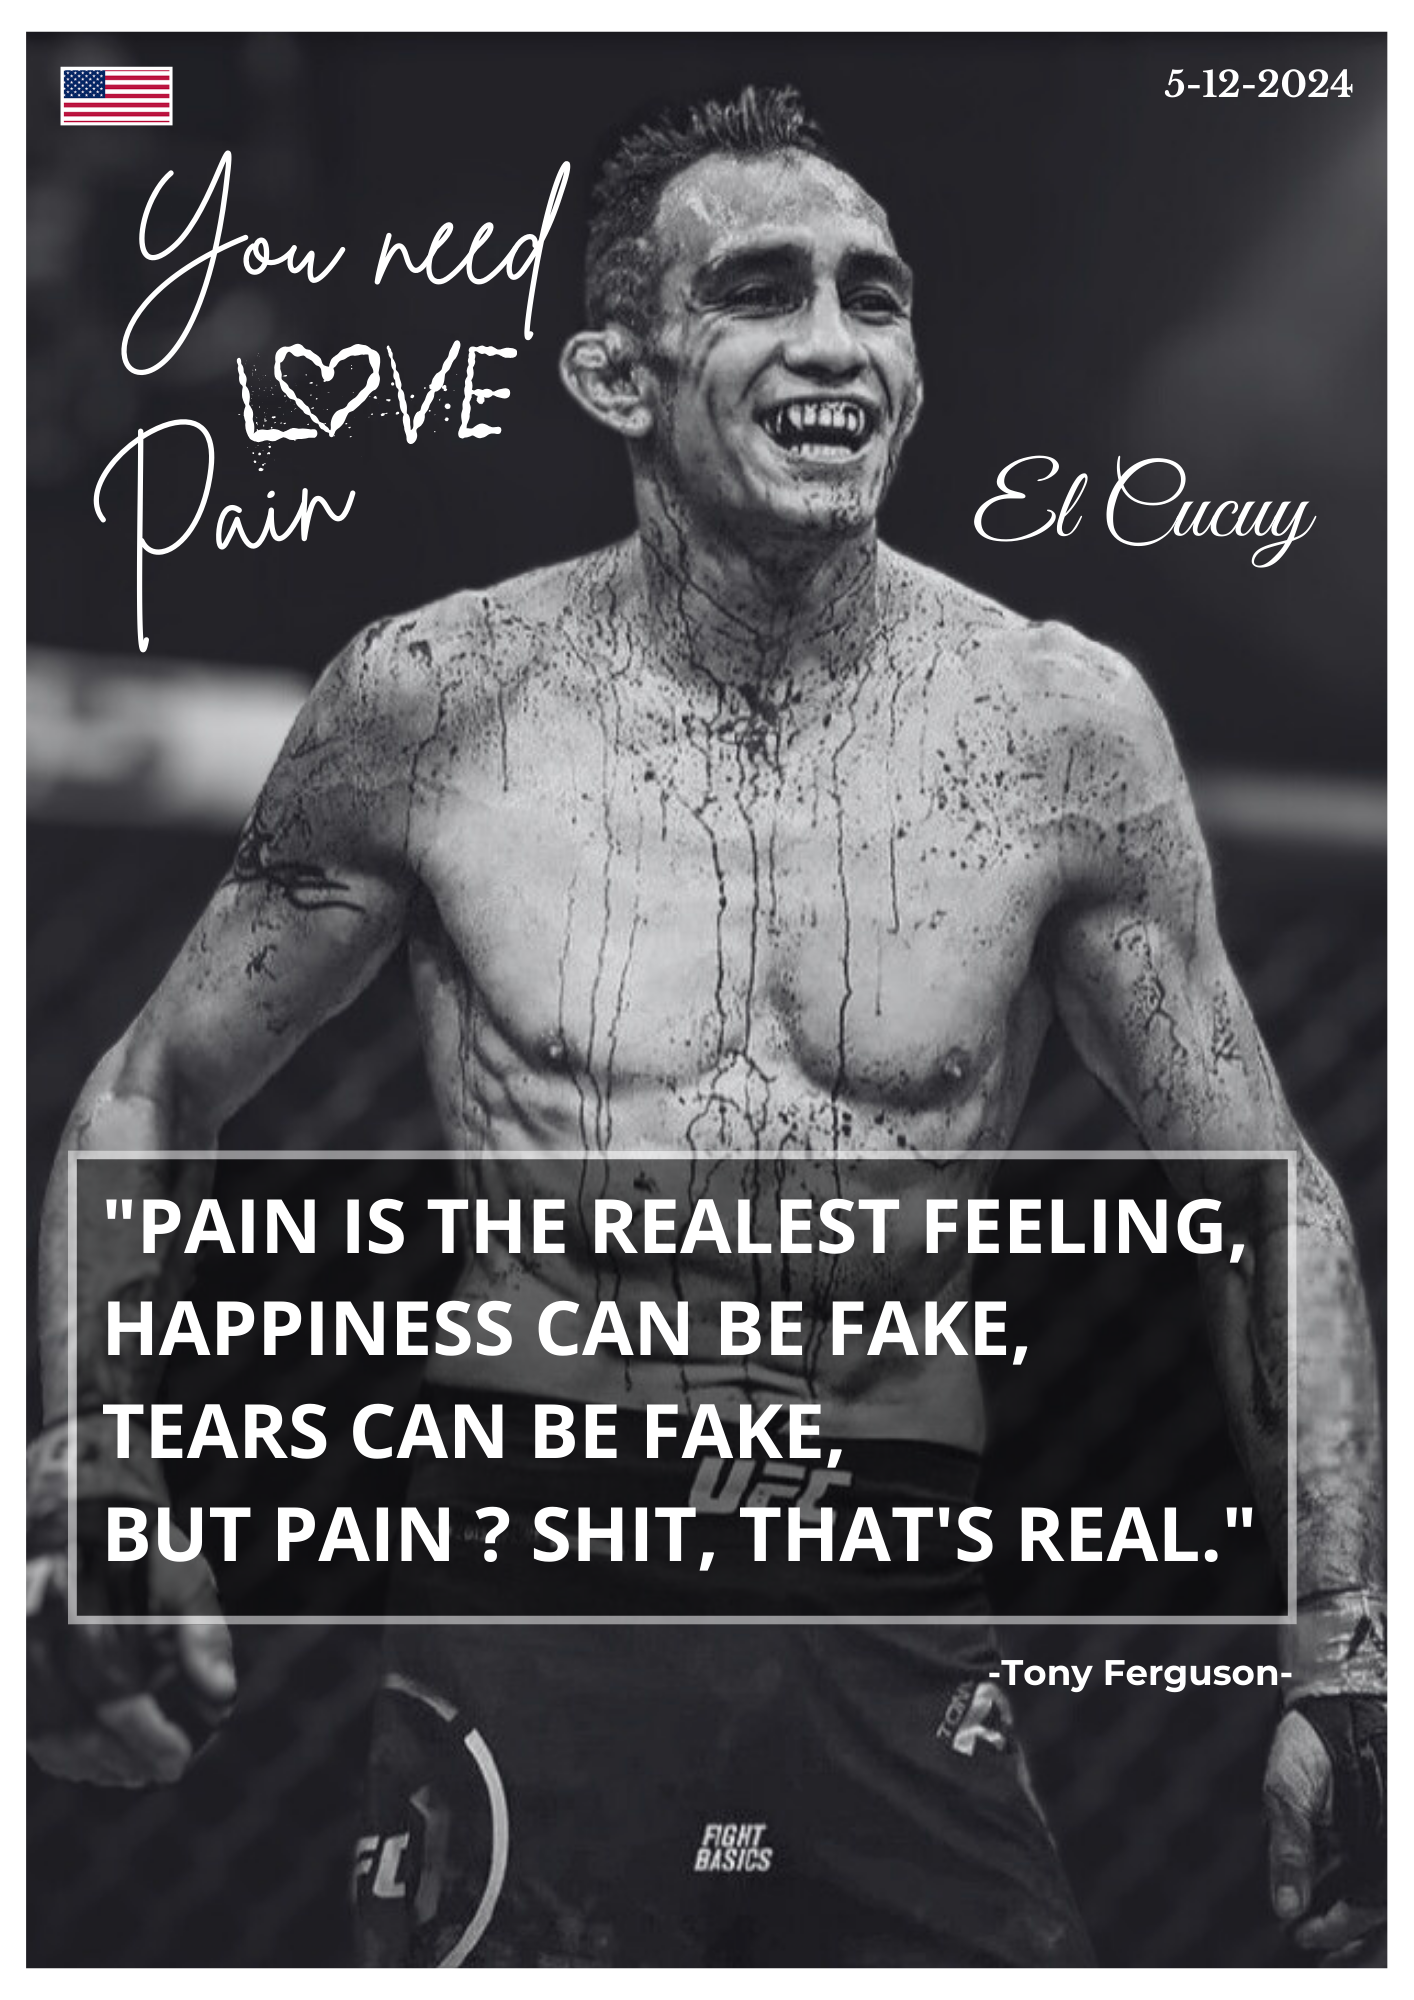 5-12-2024
You need
LOVE
Pain
El Cucuy
"PAIN IS THE REALEST FEELING,
HAPPINESS CAN BE FAKE,
TEARS CAN BE FAKE,
BUT PAIN ? SHIT, THAT'S REAL."
UFC
-Tony Ferguson-
TONY
FIGHT
BASICS